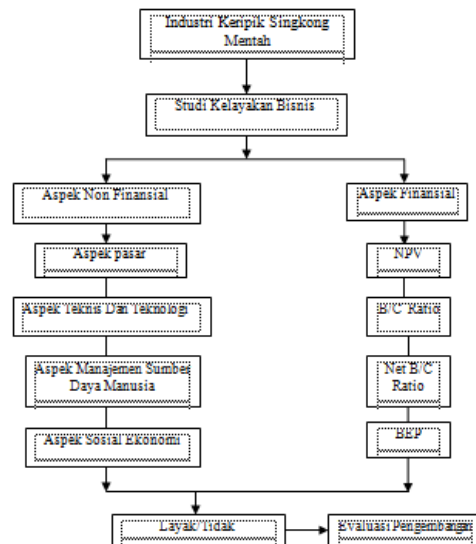 Industri Keripik Singkong
Mentah
Studi Kelayakan Bisnis
Aspek Non Finansial
Aspek Finansial
Aspek pasar
NPV
Aspek Teknis Dan Teknologi
B/C Ratio
Aspek Manajemen Sumber
Daya Manusia
Net B/C
Ratio
Aspek Sosial Ekonomi
BEP
Layak/Tidak
Evaluasi Pengembangan